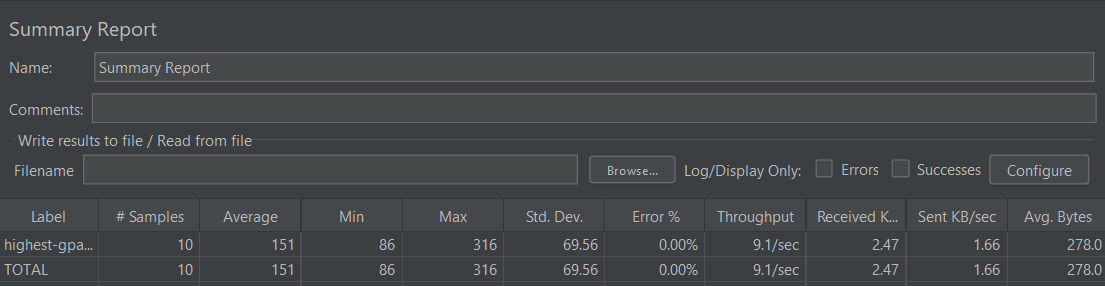 Summary Report
Name: Summary Report
Comments:
Write results to file / Read from file
Filename Browse... Log/Display Only: Errors Successes Configure
Label # Samples Average Min Max Std. Dev. Error % Throughput Received K... Sent KB/sec Avg. Bytes
highest-gpa... 10 151 86 316 69.56 0.00% 9.1/sec 2.47 1.66 278.0
TOTAL 10 151 86 316 69.56 0.00% 9.1/sec 2.47 1.66 278.0